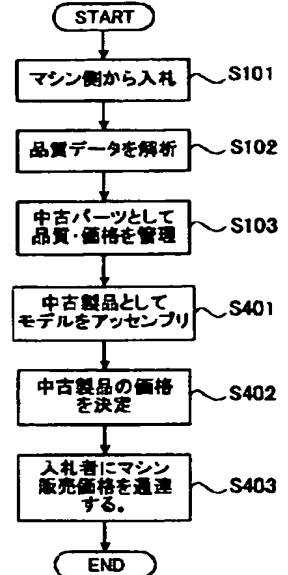 START
マシン側から入札
S101
品質データを解析
S102
中古パーツとして
品質・価格を管理
S103
中古製品として
モデルをアッセンブリ
S401
中古製品の価格
を決定
S402
入札者にマシン
販売価格を通達
する。
S403
END